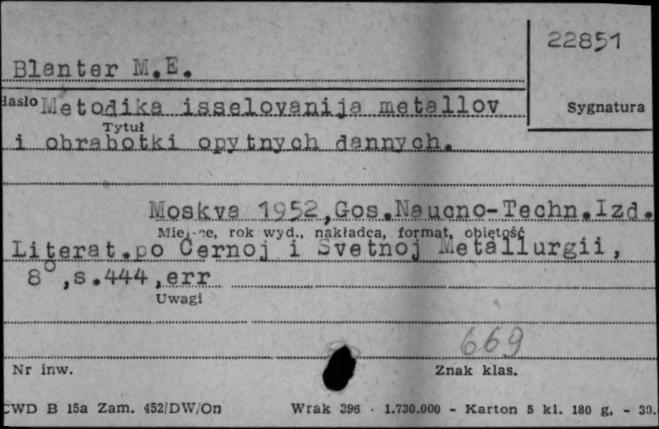 22851
Blanter M.E.
Hasło Metodika isselovanija metallov
Sygnatura
Tytuł
i obrabotki opytnych dannych.
Moskva 1952,Gos.Naucno-Techn.Izd.
Miejsce, rok wyd., nakładca, format, objętość
Literat.po Cernoj i Svetnoj Metallurgii,
8°,s.444,err
Uwagi
669
Nr inw.
Znak klas.
CWD B 15a Zam. 452/DW/On Wrak 396 - 1.730.000 - Karton 5 kl. 180 g. - 30.